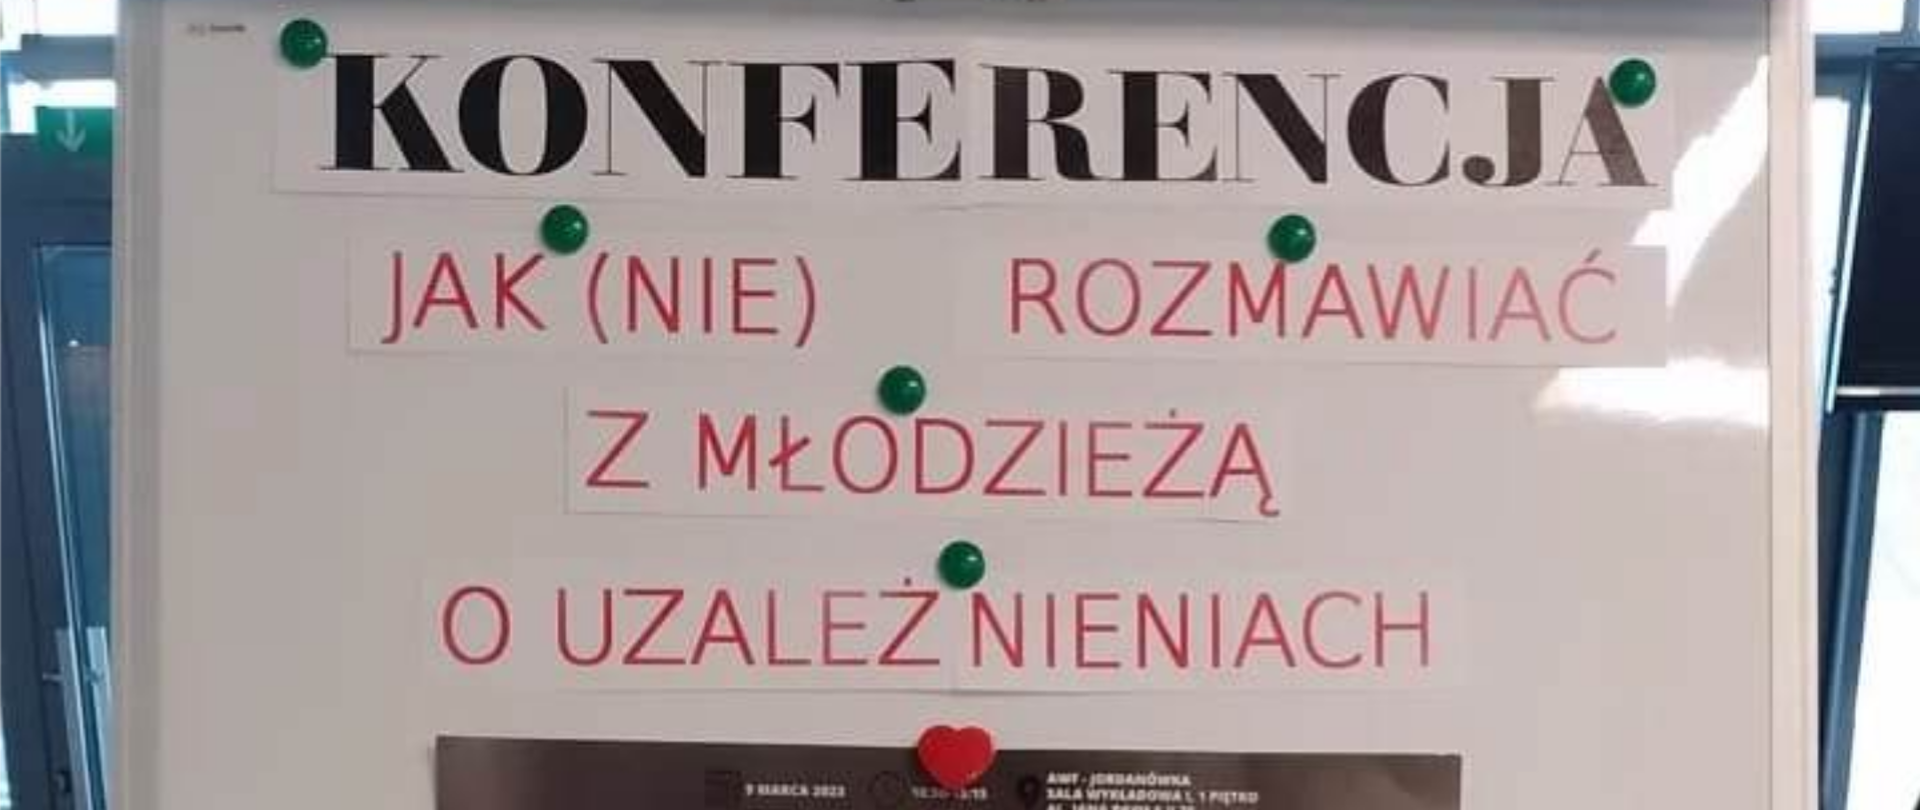 KONFERENCJA
JAK (NIE) ROZMAWIAĆ
Z MŁODZIEŻĄ
O UZALEŻNIENIACH
9 MARCA 2023
AWF - JORDANÓWKA
SALA WYKŁADOWA I, 1 PIĘTRO